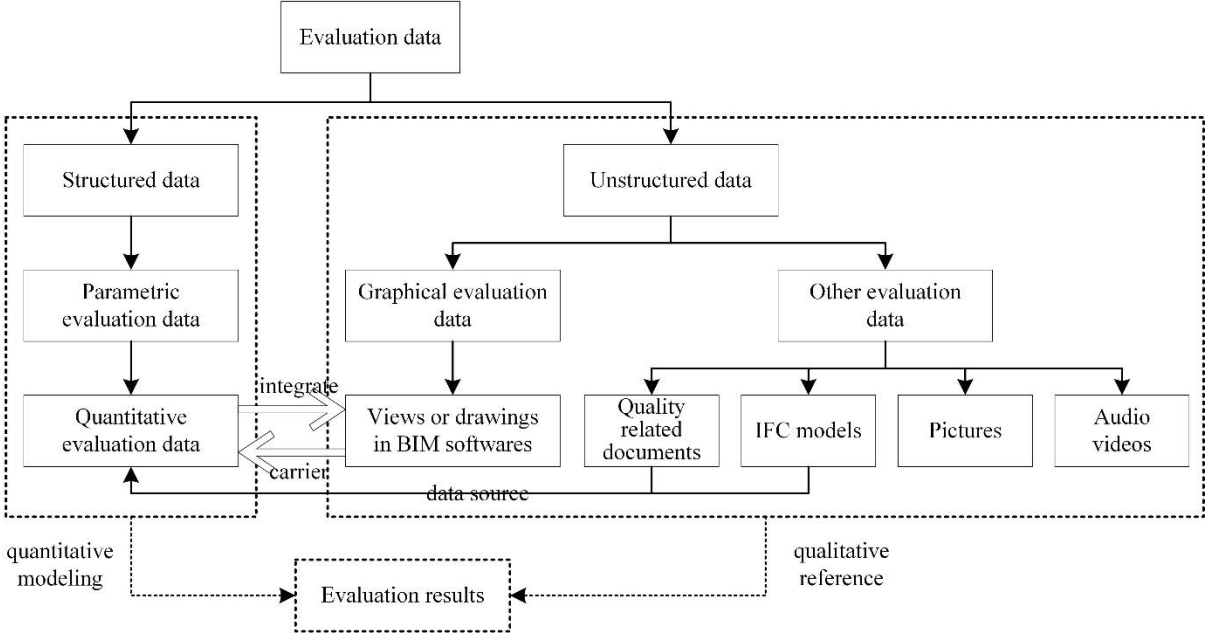 Evaluation data
Structured data
Unstructured data
Parametric
evaluation data
Graphical evaluation
data
Other evaluation
data
integrate
Quantitative
evaluation data
Views or drawings
in BIM softwares
Quality
related
documents
IFC models
Pictures
Audio
videos
carrier
data source
quantitative
modeling
qualitative
reference
Evaluation results